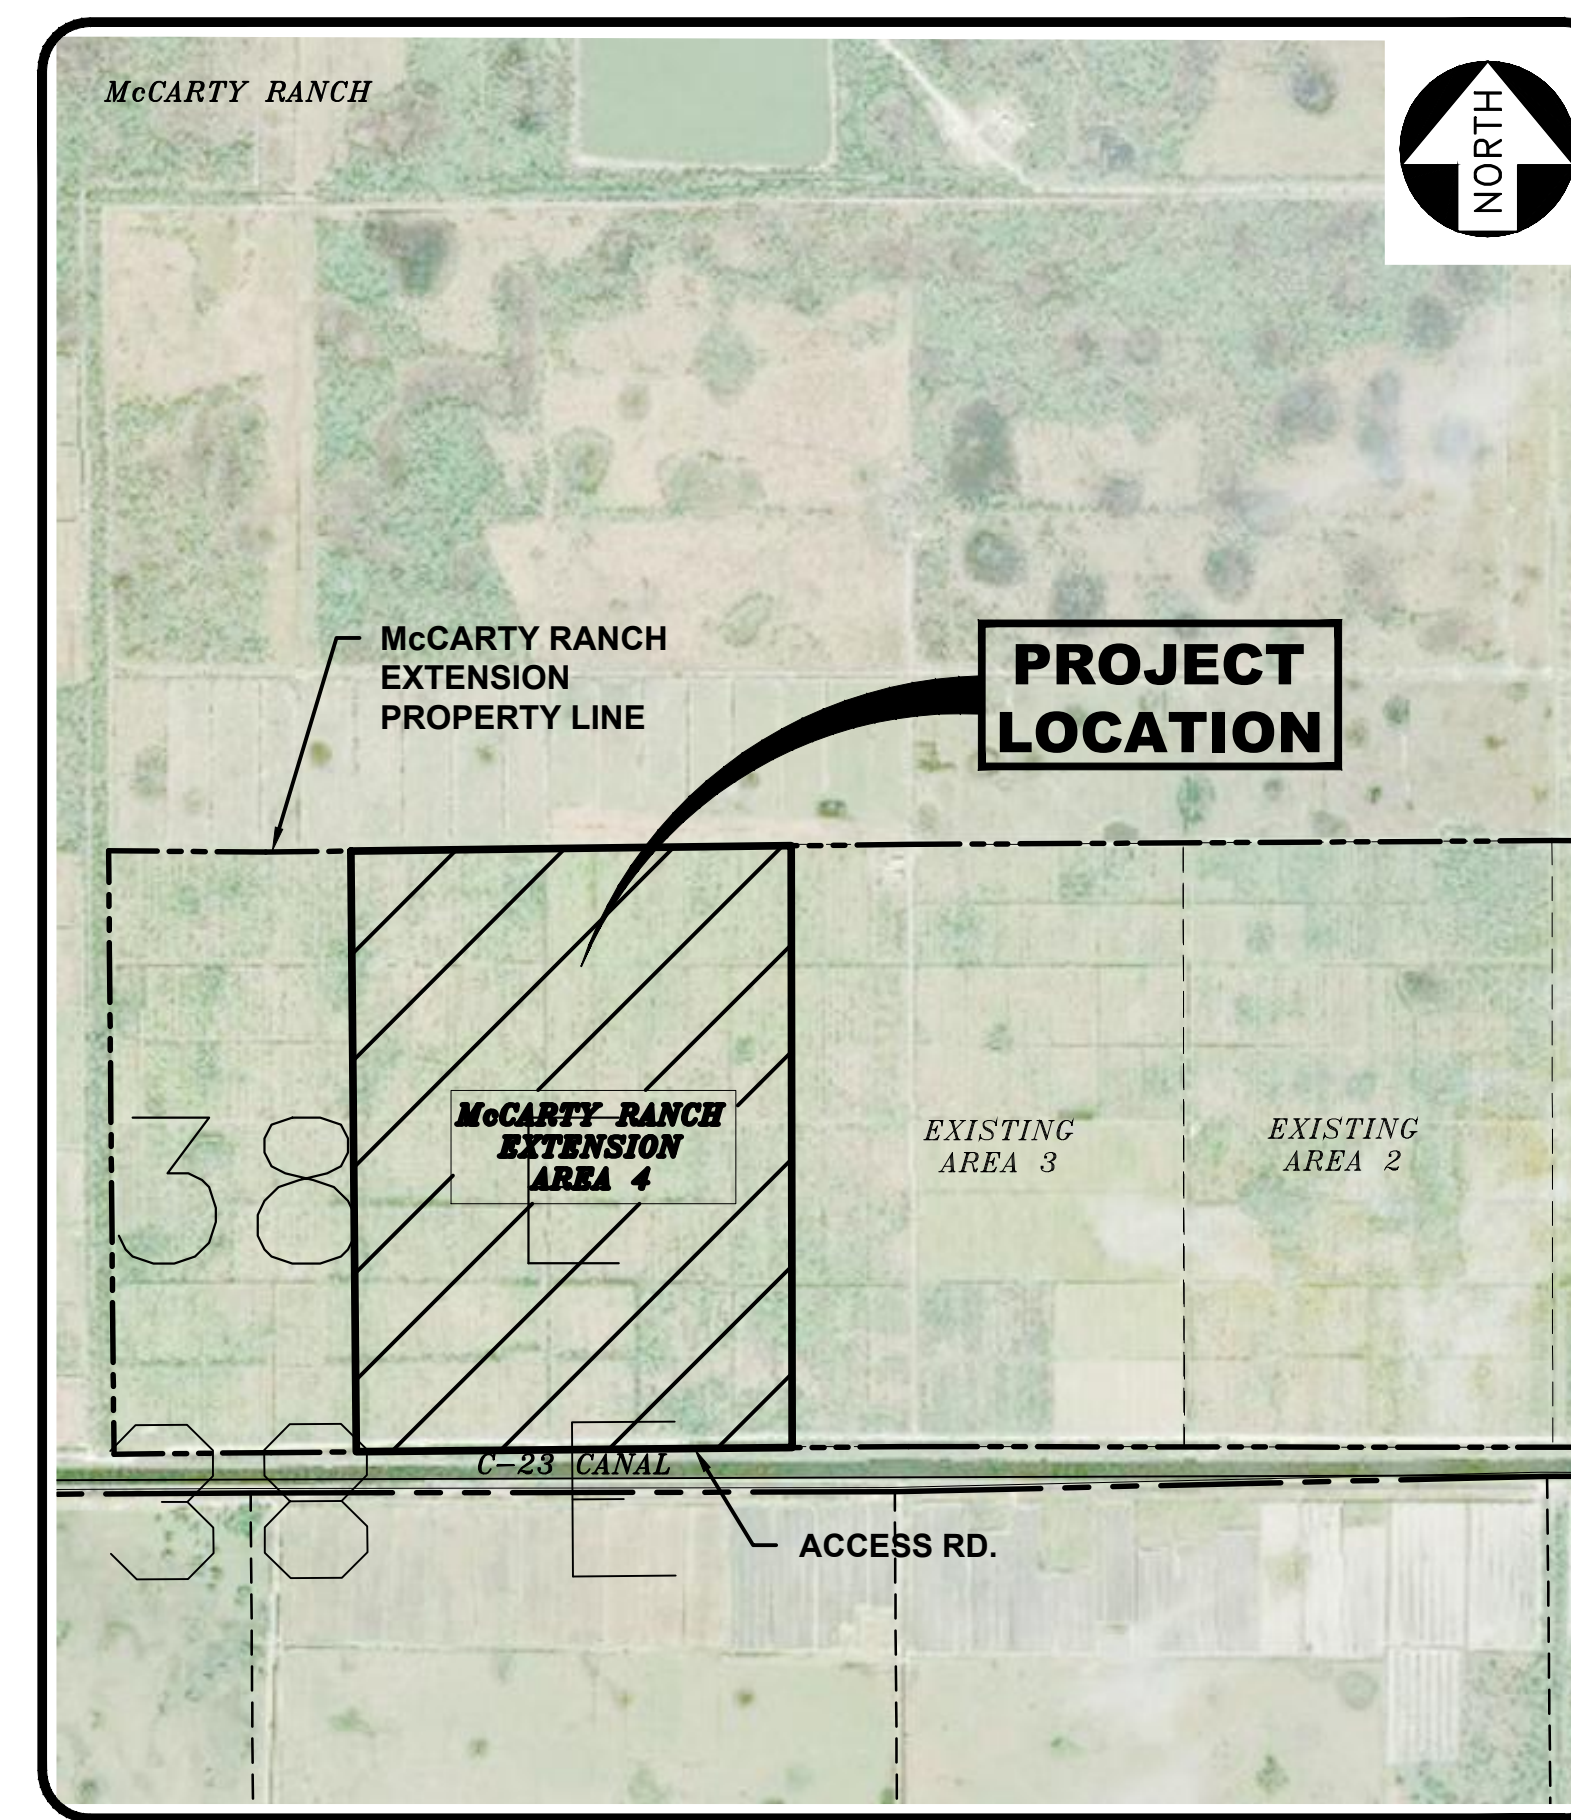 McCARTY RANCH
NORTH
McCARTY RANCH
EXTENSION
PROPERTY LINE
PROJECT
LOCATION
McCARTY RANCH
EXTENSION
AREA 4
EXISTING
AREA 3
EXISTING
AREA 2
38 E
C-23 CANAL
38 E
ACCESS RD.